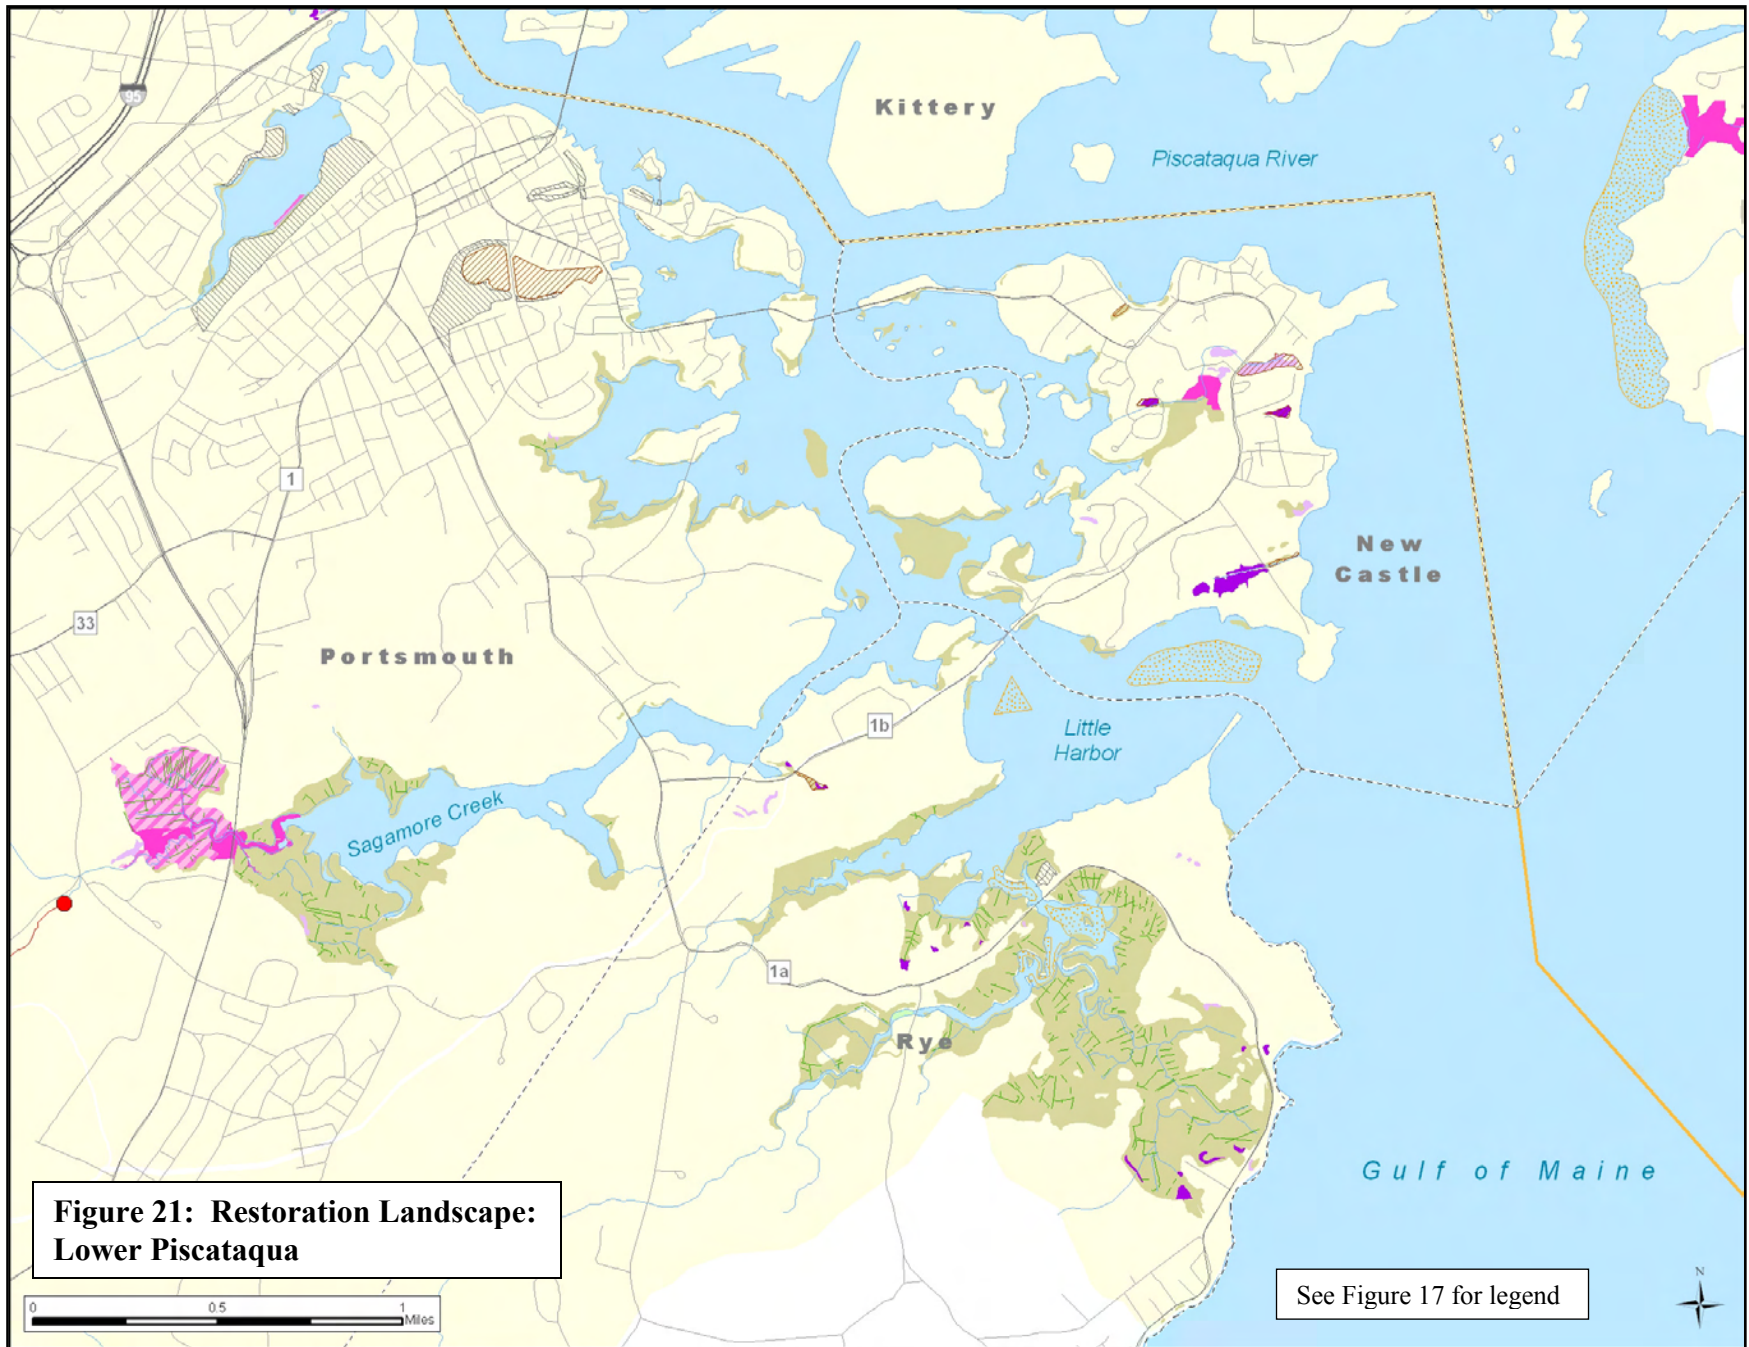 95
Kittery
Piscataqua River
1
New
Castle
33
Portsmouth
1b
Little
Harbor
Sagamore Creek
1a
Rye
Gulf of Maine
Figure 21: Restoration Landscape:
Lower Piscataqua
See Figure 17 for legend
N
0 0.5 1
Miles